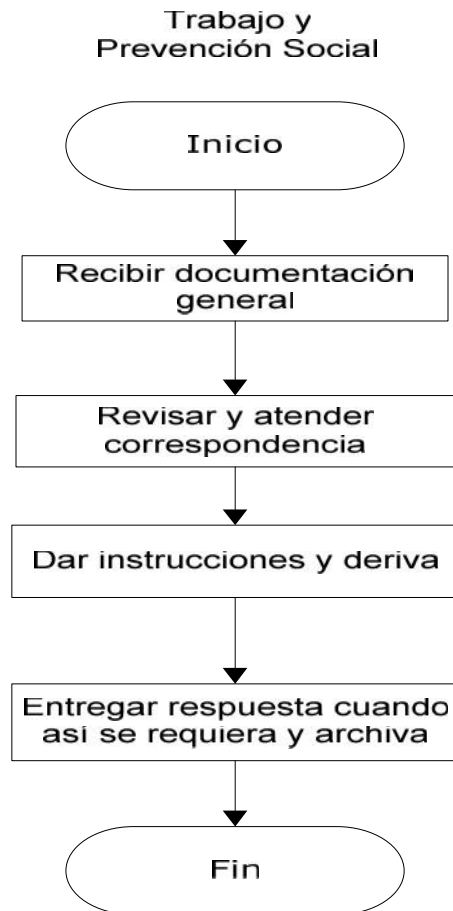 Trabajo y
Prevención Social
Inicio
Recibir documentación
general
Revisar y atender
correspondencia
Dar instrucciones y deriva
Entregar respuesta cuando
así se requiera y archiva
Fin